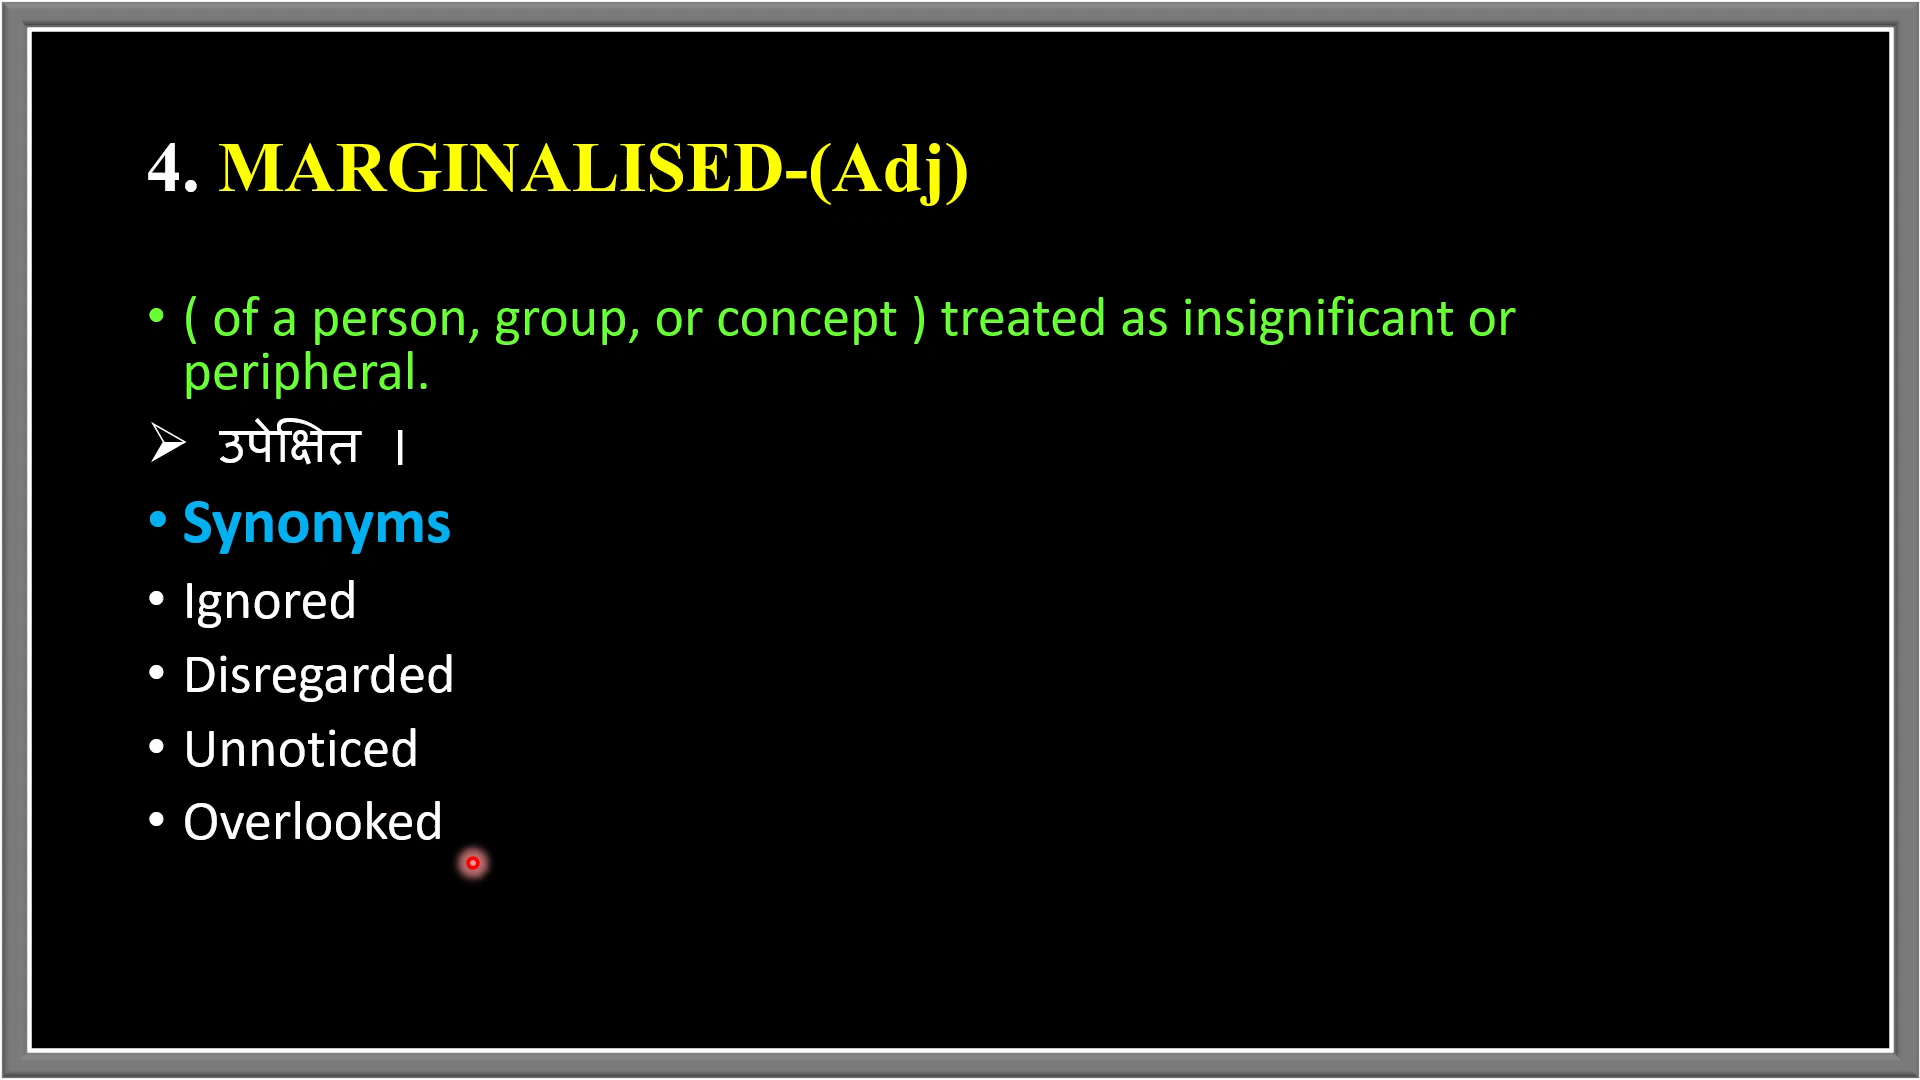 4. MARGINALISED-(Adj)
• ( of a person, group, or concept ) treated as insignificant or
peripheral.
➢ उपेक्षित ।
• Synonyms
• Ignored
• Disregarded
• Unnoticed
• Overlooked